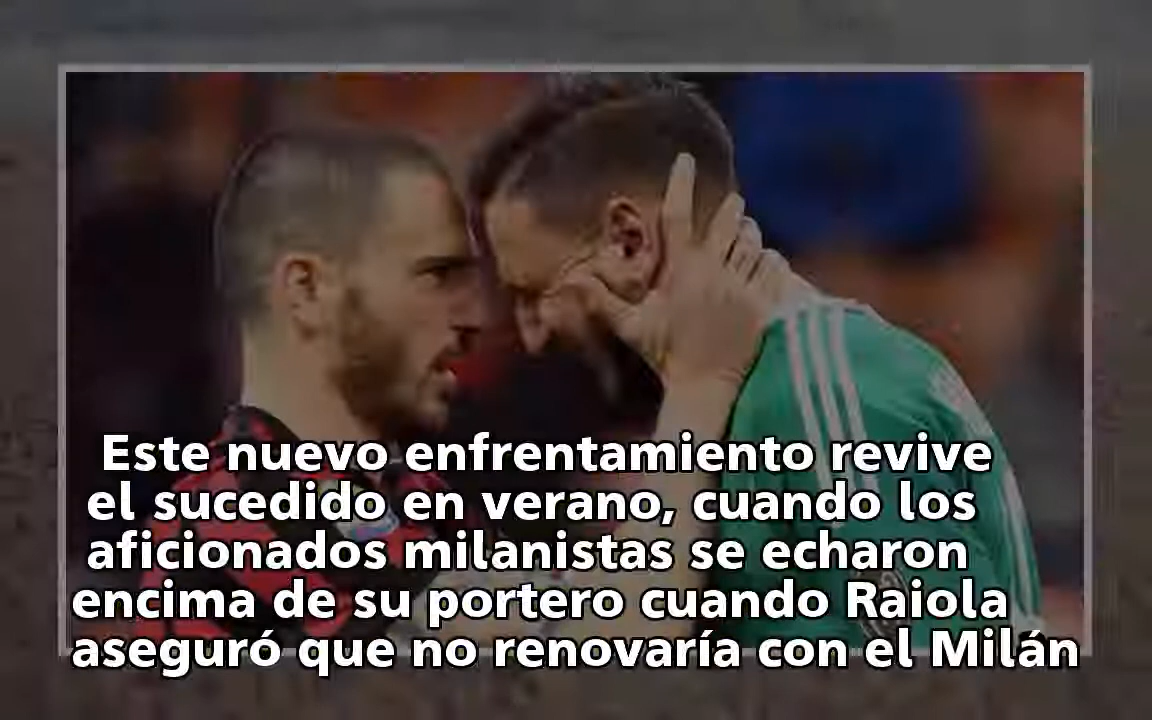 Este nuevo enfrentamiento revive
el sucedido en verano, cuando los
aficionados milanistas se echaron
encima de su portero cuando Raiola
aseguró que no renovaría con el Milán